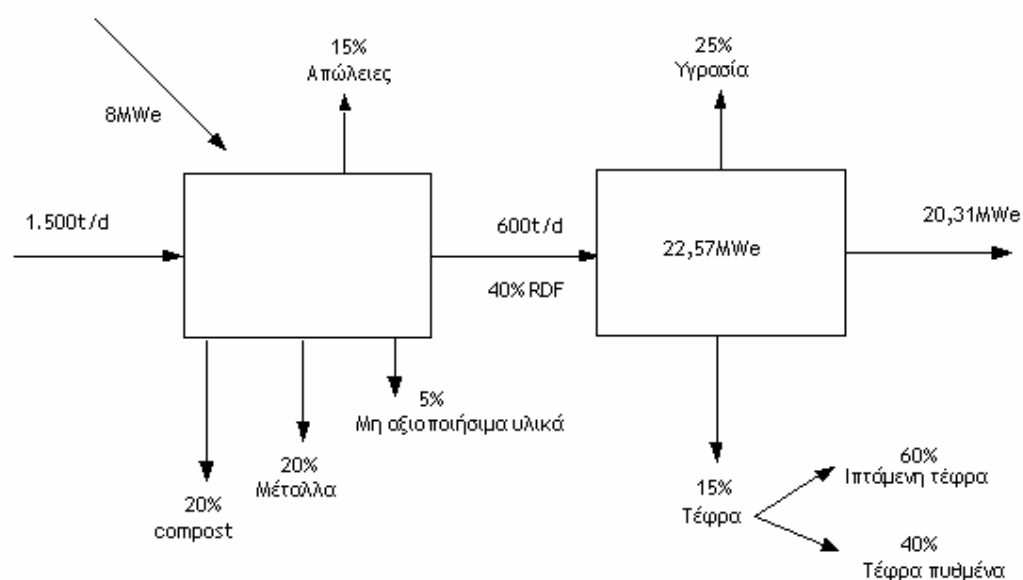 15%
Απώλειες
25%
Υγρασία
8MWe
1.500t/d
600t/d
40% RDF
22,57MWe
20,31MWe
5%
Μη αξιοποιήσιμα υλικά
20%
Μέταλλα
20%
compost
15%
Τέφρα
60%
Ιπτάμενη τέφρα
40%
Τέφρα πυθμένα